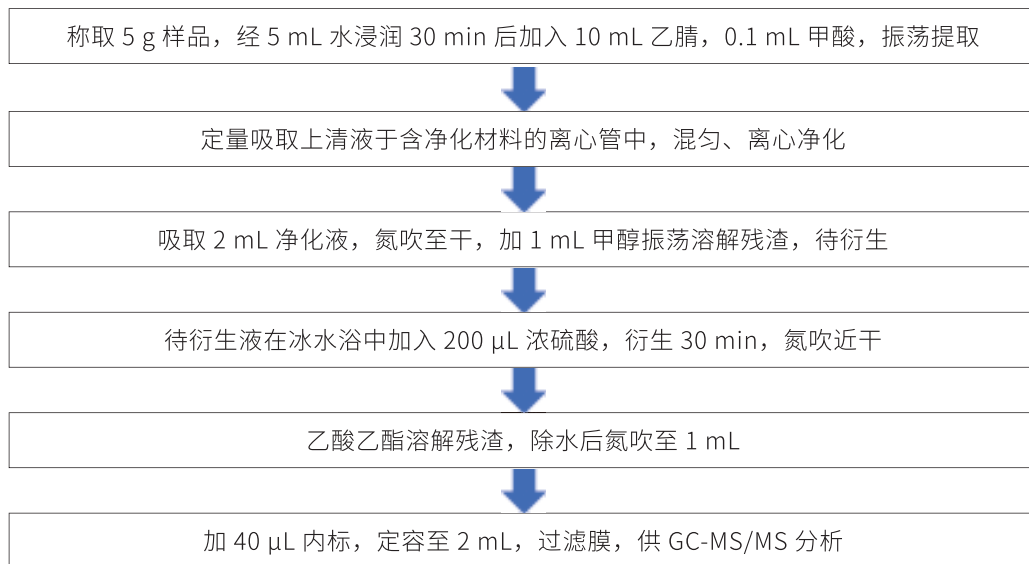 称取 5 g 样品，经 5 mL 水浸润 30 min 后加入 10 mL 乙腈，0.1 mL 甲酸，振荡提取
定量吸取上清液于含净化材料的离心管中，混匀、离心净化
吸取 2 mL 净化液，氮吹至干，加 1 mL 甲醇振荡溶解残渣，待衍生
待衍生液在冰水浴中加入 200 μL 浓硫酸，衍生 30 min，氮吹近干
乙酸乙酯溶解残渣，除水后氮吹至 1 mL
加 40 μL 内标，定容至 2 mL，过滤膜，供 GC-MS/MS 分析